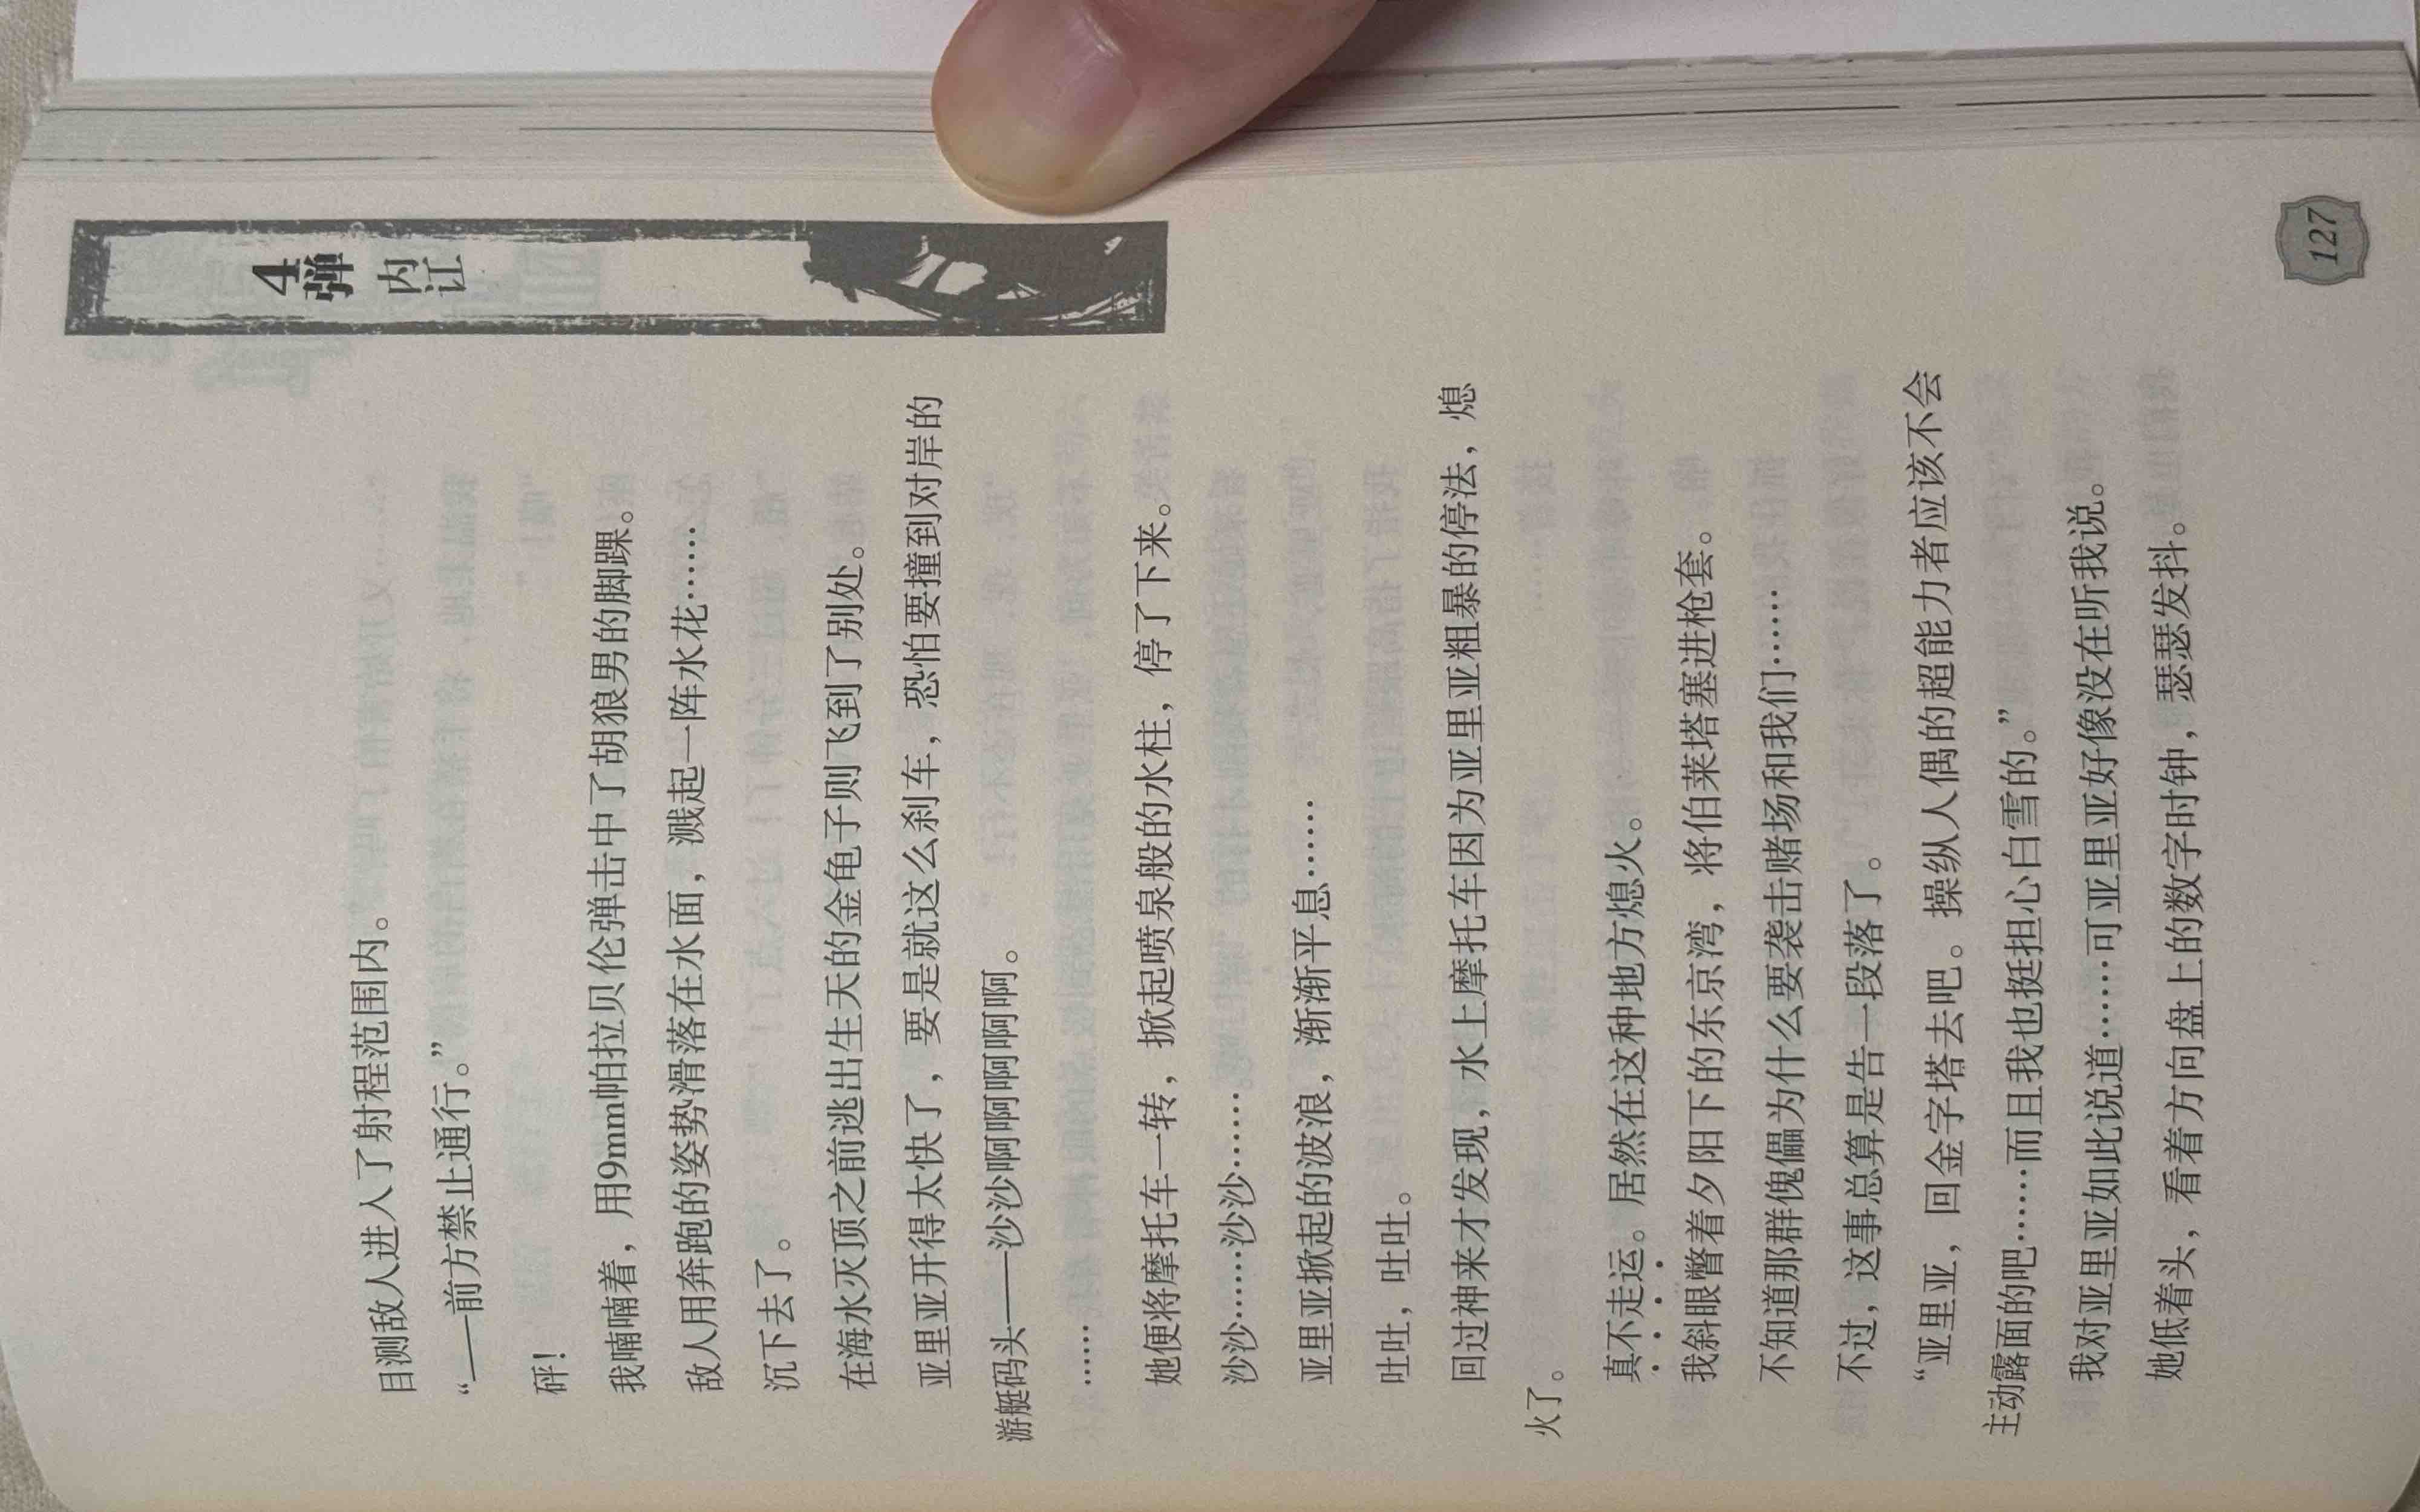 4弹 内讧
目测敌人进入了射程范围内。
“——前方禁止通行。”
砰！
我喃喃着，用9mm帕拉贝伦弹击中了胡狼男的脚踝。
敌人用奔跑的姿势滑落在水面，溅起一阵水花……
沉下去了。
在海水灭顶之前逃出生天的金龟子则飞到了别处。
亚里亚开得太快了，要是就这么刹车，恐怕要撞到对岸的
游艇码头——沙沙啊啊啊啊啊。
……
她便将摩托车一转，掀起喷泉般的水柱，停了下来。
沙沙……沙沙……
亚里亚掀起的波浪，渐渐平息……
吐吐，吐吐。
回过神来才发现，水上摩托车因为亚里亚粗暴的停法，熄
火了。
真不走运。居然在这种地方熄火。
我斜眼瞥着夕阳下的东京湾，将伯莱塔塞进枪套。
不知道那群傀儡为什么要袭击赌场和我们……
不过，这事总算是告一段落了。
“亚里亚，回金字塔去吧。操纵人偶的超能力者应该不会
主动露面的吧……而且我也挺担心白雪的。”
我对亚里亚如此说道……可亚里亚好像没在听我说。
她低着头，看着方向盘上的数字时钟，瑟瑟发抖。
127